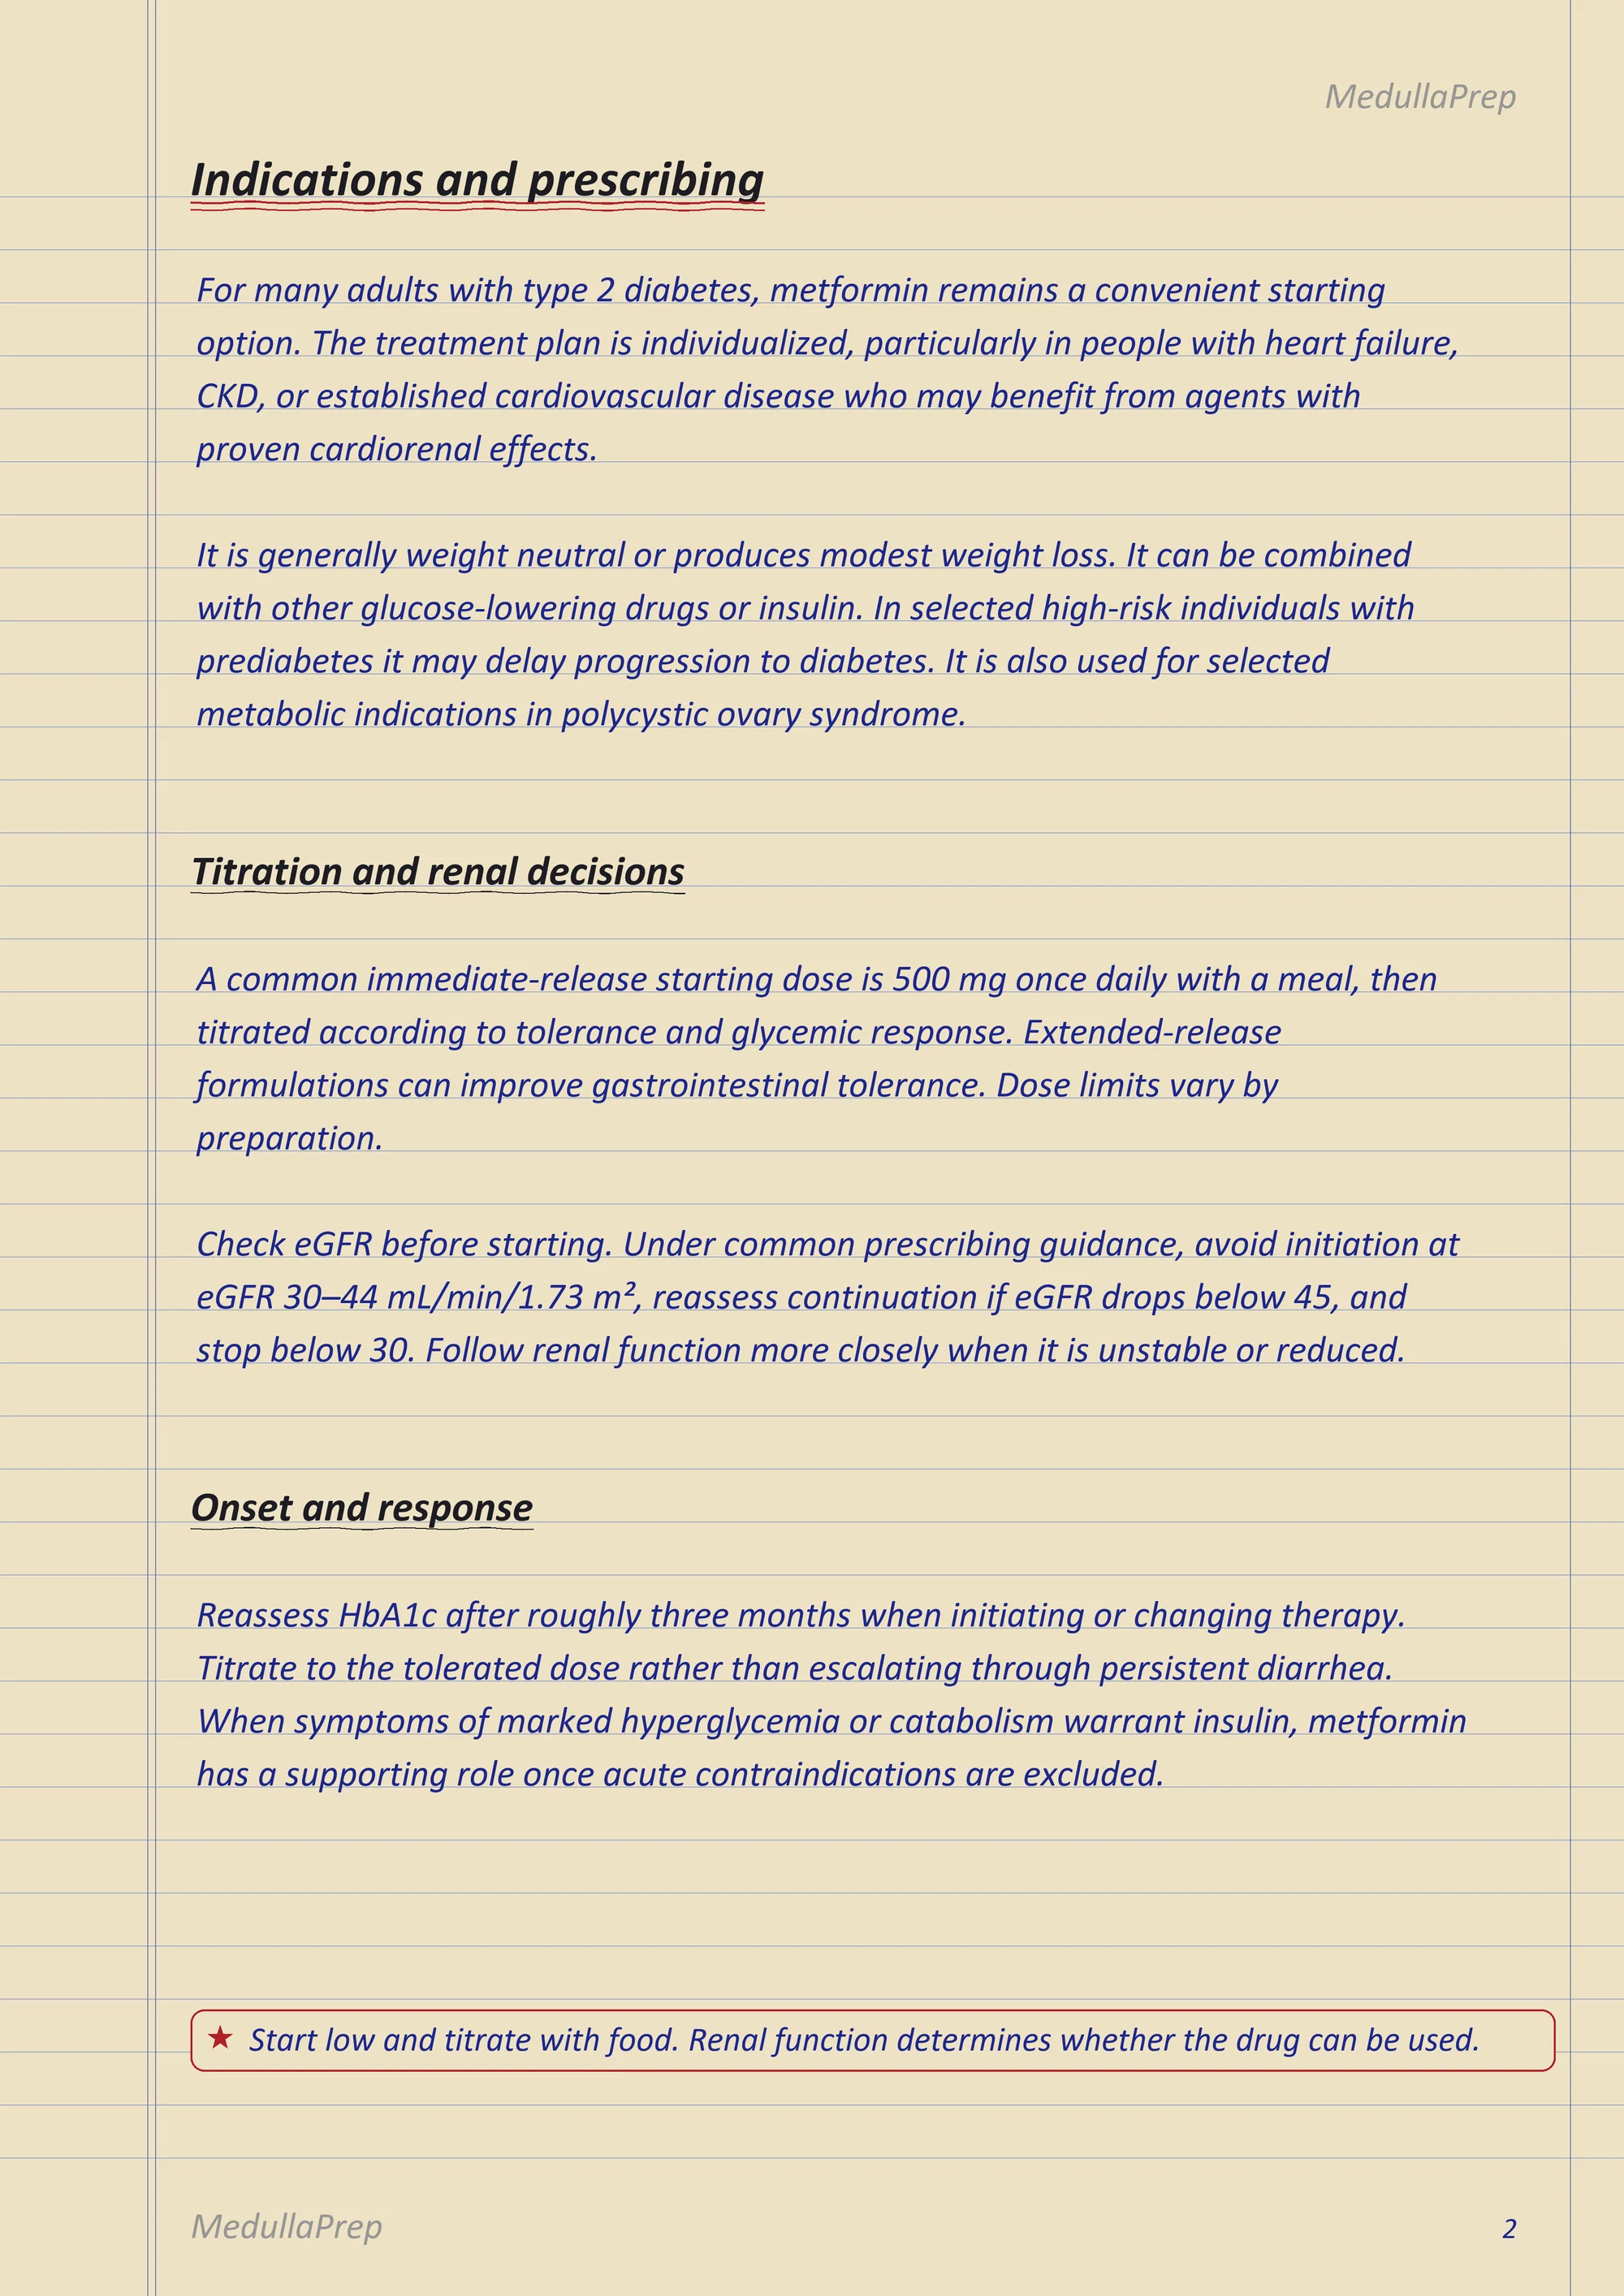 MedullaPrep
Indications and prescribing
For many adults with type 2 diabetes, metformin remains a convenient starting
option. The treatment plan is individualized, particularly in people with heart failure,
CKD, or established cardiovascular disease who may benefit from agents with
proven cardiorenal effects.
It is generally weight neutral or produces modest weight loss. It can be combined
with other glucose-lowering drugs or insulin. In selected high-risk individuals with
prediabetes it may delay progression to diabetes. It is also used for selected
metabolic indications in polycystic ovary syndrome.
Titration and renal decisions
A common immediate-release starting dose is 500 mg once daily with a meal, then
titrated according to tolerance and glycemic response. Extended-release
formulations can improve gastrointestinal tolerance. Dose limits vary by
preparation.
Check eGFR before starting. Under common prescribing guidance, avoid initiation at
eGFR 30–44 mL/min/1.73 m², reassess continuation if eGFR drops below 45, and
stop below 30. Follow renal function more closely when it is unstable or reduced.
Onset and response
Reassess HbA1c after roughly three months when initiating or changing therapy.
Titrate to the tolerated dose rather than escalating through persistent diarrhea.
When symptoms of marked hyperglycemia or catabolism warrant insulin, metformin
has a supporting role once acute contraindications are excluded.
★ Start low and titrate with food. Renal function determines whether the drug can be used.
MedullaPrep
2